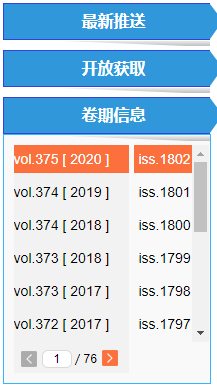 最新推送
开放获取
卷期信息
vol.375 [ 2020 ] iss.1802
vol.374 [ 2019 ] iss.1801
vol.374 [ 2018 ] iss.1800
vol.373 [ 2018 ] iss.1799
vol.373 [ 2017 ] iss.1798
vol.372 [ 2017 ] iss.1797
1 / 76